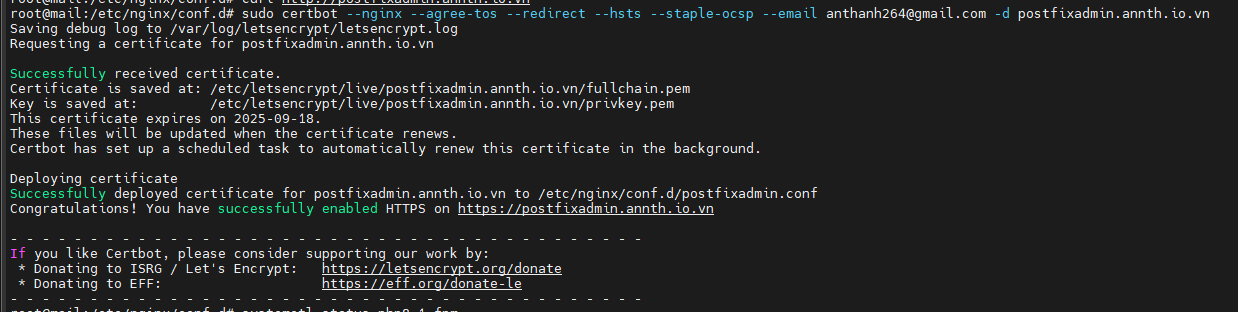 root@mail:/etc/nginx/conf.d# curl http://postfixadmin.annth.io.vn
root@mail:/etc/nginx/conf.d# sudo certbot --nginx --agree-tos --redirect --hsts --staple-ocsp --email anthanh264@gmail.com -d postfixadmin.annth.io.vn
Saving debug log to /var/log/letsencrypt/letsencrypt.log
Requesting a certificate for postfixadmin.annth.io.vn
Successfully received certificate.
Certificate is saved at: /etc/letsencrypt/live/postfixadmin.annth.io.vn/fullchain.pem
Key is saved at: /etc/letsencrypt/live/postfixadmin.annth.io.vn/privkey.pem
This certificate expires on 2025-09-18.
These files will be updated when the certificate renews.
Certbot has set up a scheduled task to automatically renew this certificate in the background.
Deploying certificate
Successfully deployed certificate for postfixadmin.annth.io.vn to /etc/nginx/conf.d/postfixadmin.conf
Congratulations! You have successfully enabled HTTPS on https://postfixadmin.annth.io.vn
- - - - - - - - - - - - - - - - - - - - - - - - - - - - - - - - - - - - - - - -
If you like Certbot, please consider supporting our work by:
* Donating to ISRG / Let's Encrypt: https://letsencrypt.org/donate
* Donating to EFF: https://eff.org/donate-le
- - - - - - - - - - - - - - - - - - - - - - - - - - - - - - - - - - - - - - - -
root@mail:/etc/nginx/conf.d# systemctl status